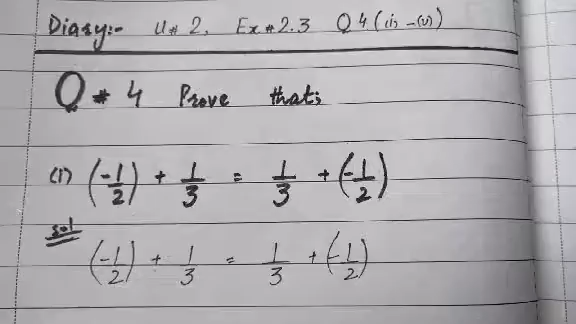 Diary:- U# 2, Ex# 2.3 Q 4 (i) - (v)
Q # 4 Prove that:
(i) (-1/2) + 1/3 = 1/3 + (-1/2)
Sol
(-1/2) + 1/3 = 1/3 + (-1/2)